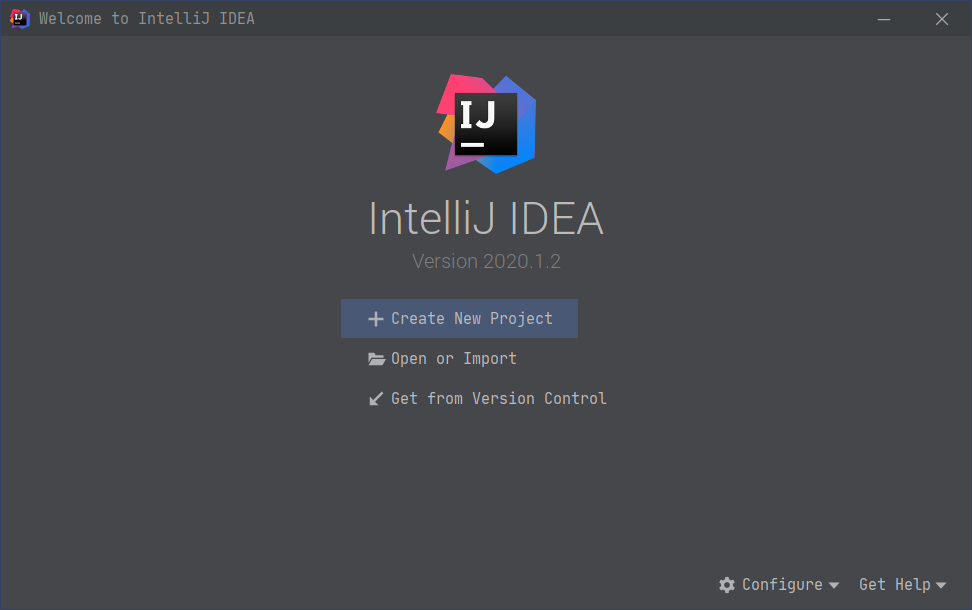 Welcome to IntelliJ IDEA
IJ
IntelliJ IDEA
Version 2020.1.2
Create New Project
Open or Import
Get from Version Control
Configure
Get Help